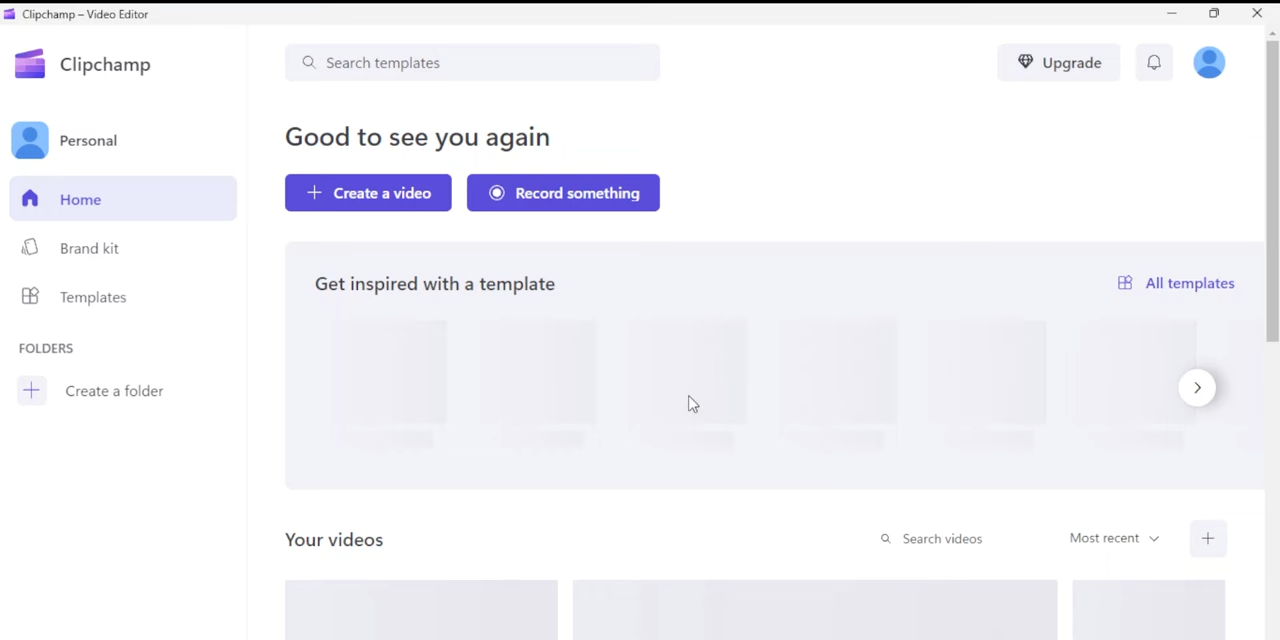 Clipchamp – Video Editor
Clipchamp
Search templates
Upgrade
Personal
Good to see you again
Create a video
Record something
Home
Brand kit
Templates
Get inspired with a template
All templates
FOLDERS
Create a folder
Your videos
Search videos
Most recent